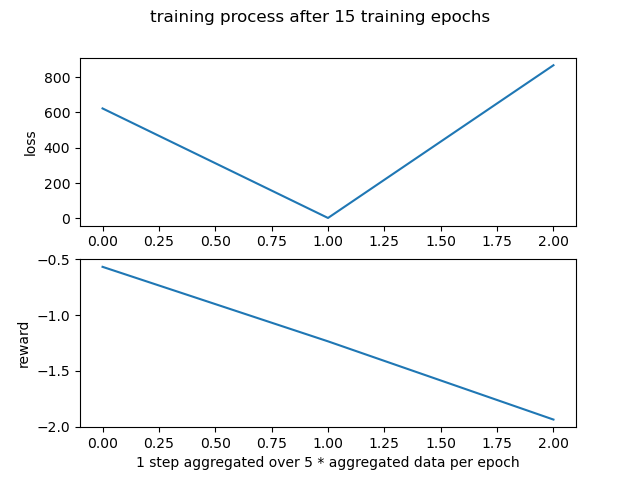 training process after 15 training epochs
800
600
400
200
0
loss
0.00 0.25 0.50 0.75 1.00 1.25 1.50 1.75 2.00
−0.5
−1.0
−1.5
−2.0
reward
0.00 0.25 0.50 0.75 1.00 1.25 1.50 1.75 2.00
1 step aggregated over 5 * aggregated data per epoch